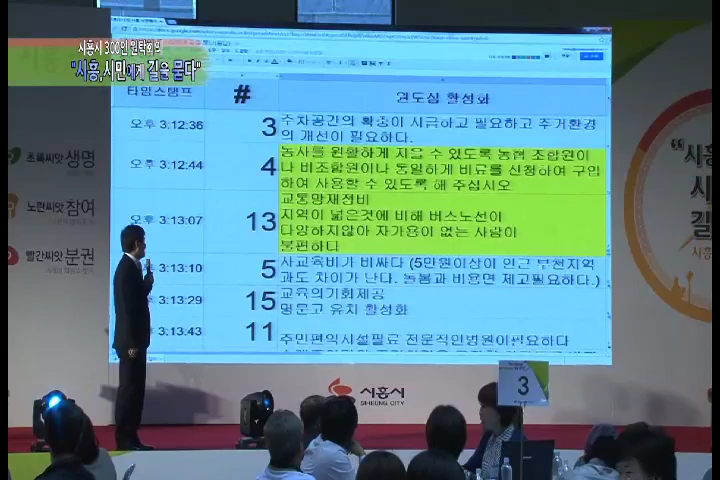 시흥시 300인 원탁회의
"시흥,시민에게 길을 묻다"
타임스탬프 # 원도심 활성화
오후 3:12:36 3 주차공간의 확충이 시급하고 필요하고 주거환경
의 개선이 필요하다.
오후 3:12:44 4 농사를 원활하게 지을 수 있도록 농협 조합원이
나 비조합원이나 동일하게 비료를 신청하여 구입
하여 사용할 수 있도록 해 주십시오
오후 3:13:07 13 교통망재정비
지역이 넓은것에 비해 버스노선이
다양하지않아 자가용이 없는 사람이
불편하다
오후 3:13:10 5 사교육비가 비싸다 (5만원이상이 인근 부천지역
과도 차이가 난다. 돌봄과 비용면 제고필요하다.)
오후 3:13:29 15 교육의기회제공
명문고 유치 활성화
오후 3:13:43 11 주민편익시설필료 전문적인병원이필요하다
초록씨앗 생명
노란씨앗 참여
빨간씨앗 분권
"시흥
시민
길
시흥
시흥시
SIHEUNG CITY
3